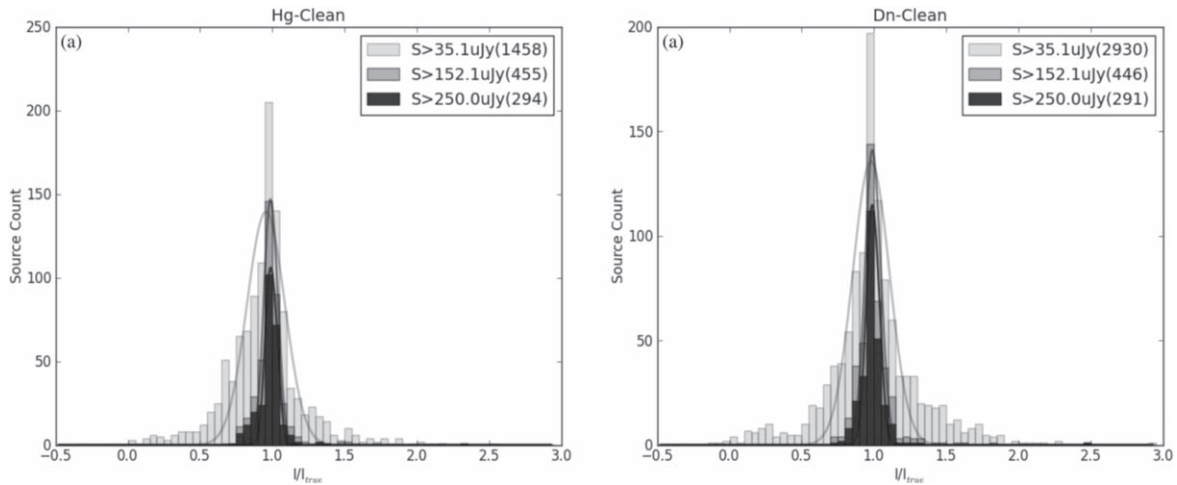 Hg-Clean
250
(a)
S>35.1uJy(1458)
S>152.1uJy(455)
S>250.0uJy(294)
200
150
100
50
0
Source Count
−0.5 0.0 0.5 1.0 1.5 2.0 2.5 3.0
I/I_true
Dn-Clean
200
(a)
S>35.1uJy(2930)
S>152.1uJy(446)
S>250.0uJy(291)
150
100
50
0
Source Count
−0.5 0.0 0.5 1.0 1.5 2.0 2.5 3.0
I/I_true